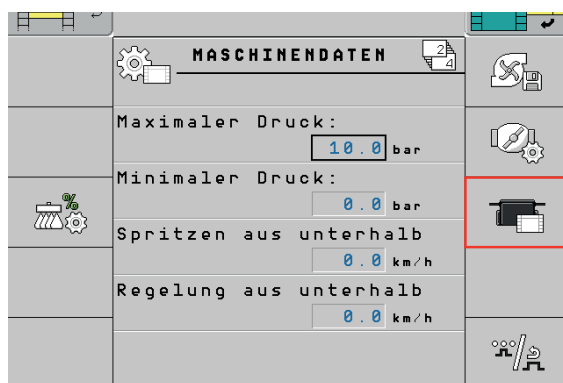 MASCHINENDATEN
2
4
Maximaler Druck:
10.0 bar
Minimaler Druck:
0.0 bar
%
Spritzen aus unterhalb
0.0 km/h
Regelung aus unterhalb
0.0 km/h